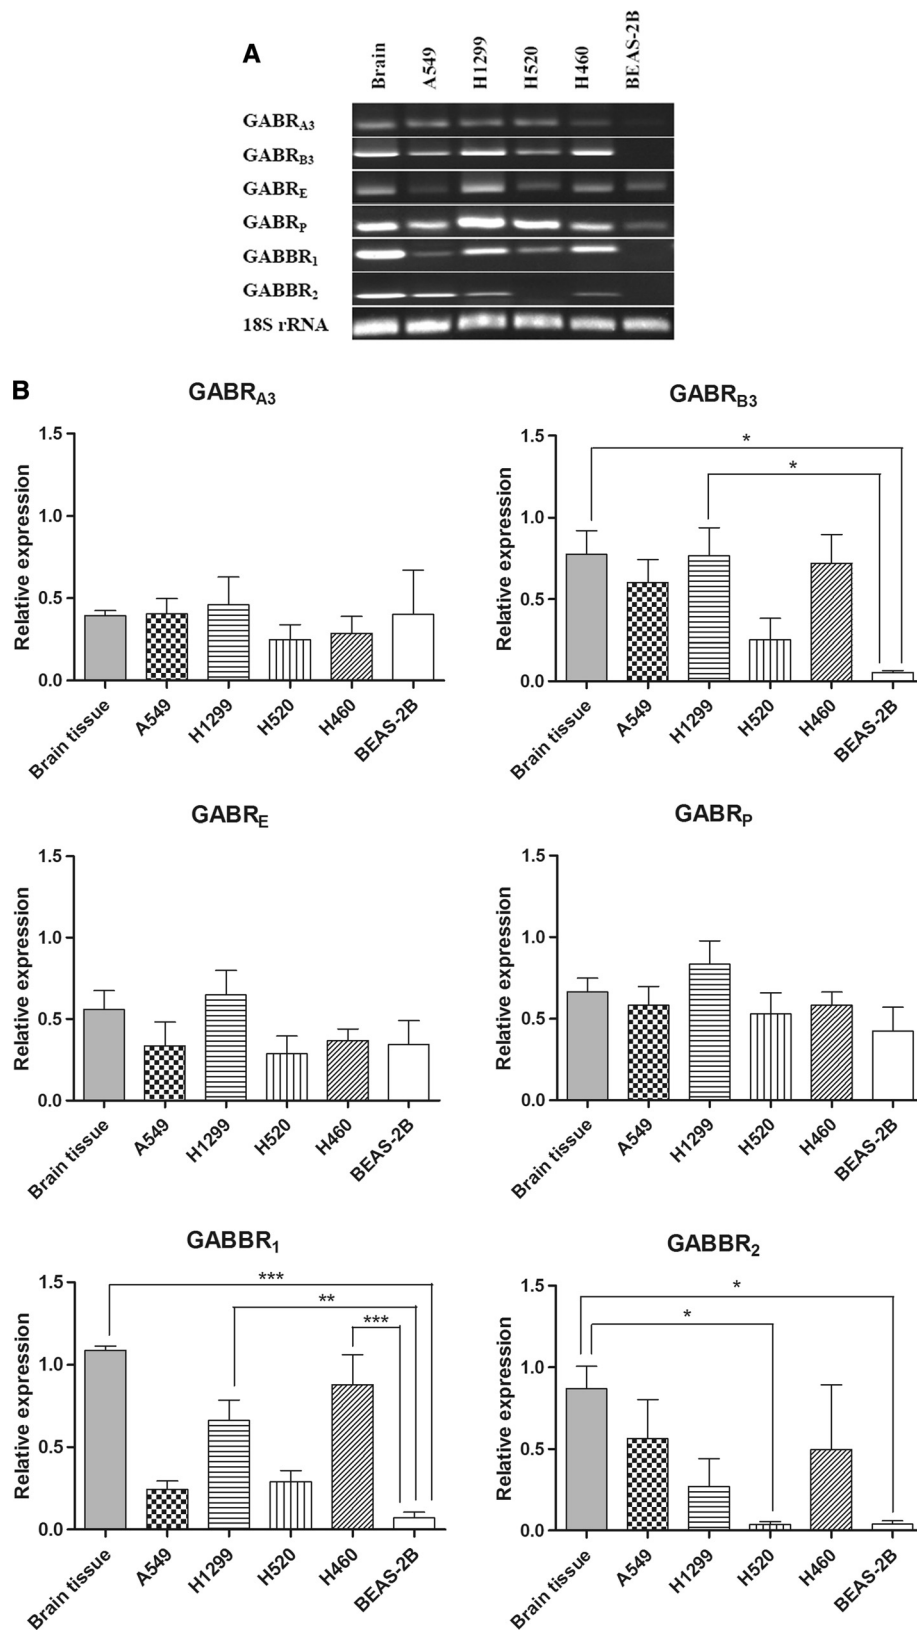 A
Brain A549 H1299 H520 H460 BEAS-2B
GABRA3
GABRB3
GABRE
GABRP
GABBR1
GABBR2
18S rRNA
B
GABRA3
Relative expression
1.5
1.0
0.5
0.0
Brain tissue A549 H1299 H520 H460 BEAS-2B
GABRB3
Relative expression
1.5
1.0
0.5
0.0
*
*
Brain tissue A549 H1299 H520 H460 BEAS-2B
GABRE
Relative expression
1.5
1.0
0.5
0.0
Brain tissue A549 H1299 H520 H460 BEAS-2B
GABRP
Relative expression
1.5
1.0
0.5
0.0
Brain tissue A549 H1299 H520 H460 BEAS-2B
GABBR1
Relative expression
1.5
1.0
0.5
0.0
***
**
***
Brain tissue A549 H1299 H520 H460 BEAS-2B
GABBR2
Relative expression
1.5
1.0
0.5
0.0
*
*
Brain tissue A549 H1299 H520 H460 BEAS-2B